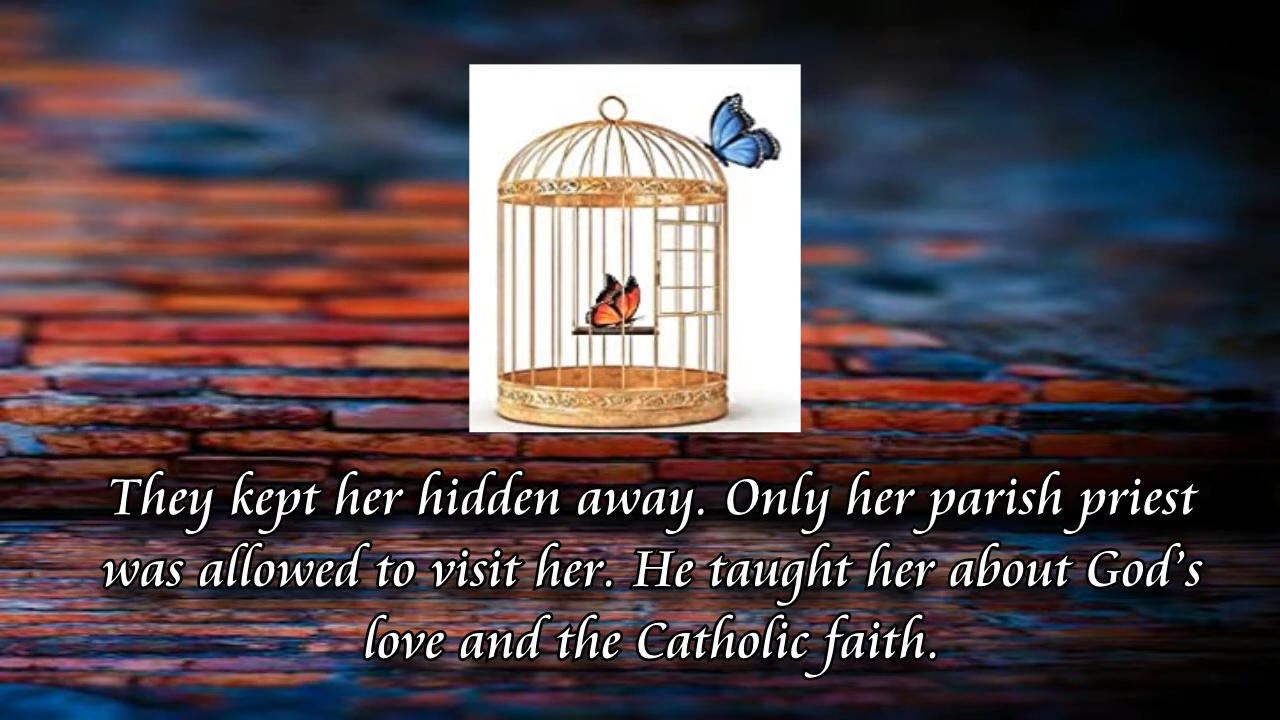 They kept her hidden away. Only her parish priest
was allowed to visit her. He taught her about God's
love and the Catholic faith.